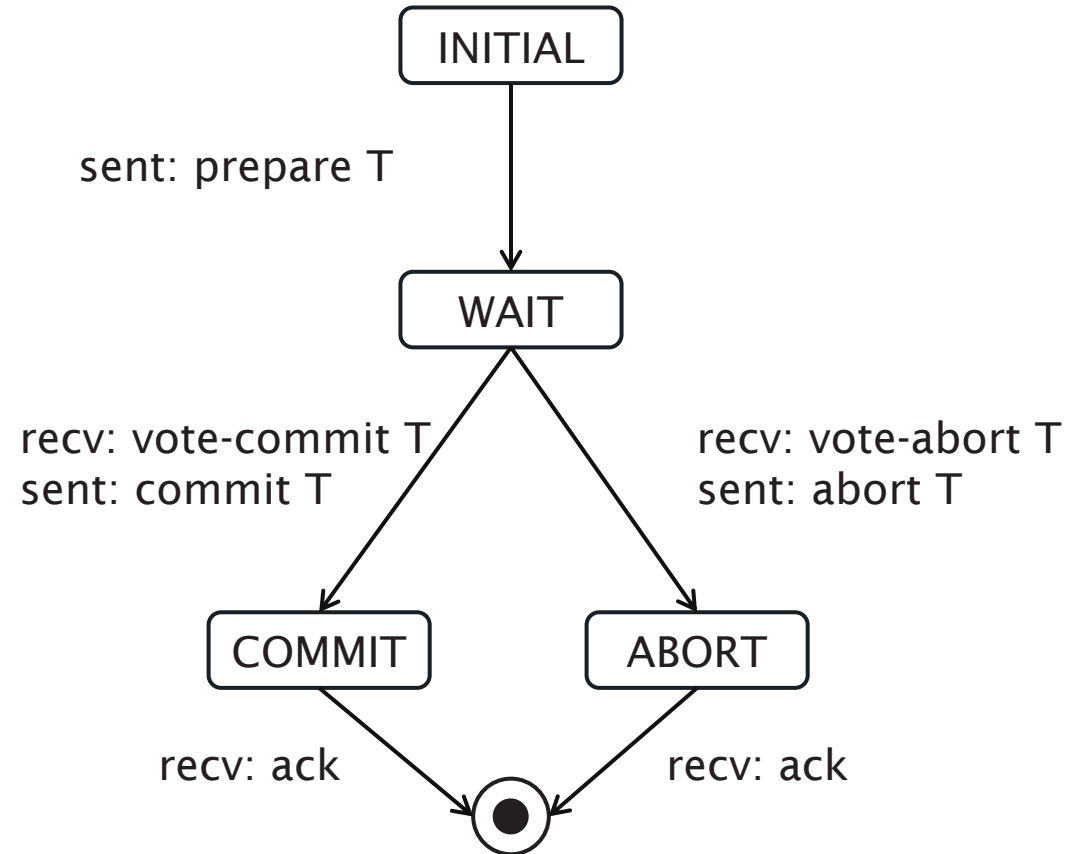 INITIAL
sent: prepare T
WAIT
recv: vote-commit T
sent: commit T
recv: vote-abort T
sent: abort T
COMMIT
ABORT
recv: ack
recv: ack